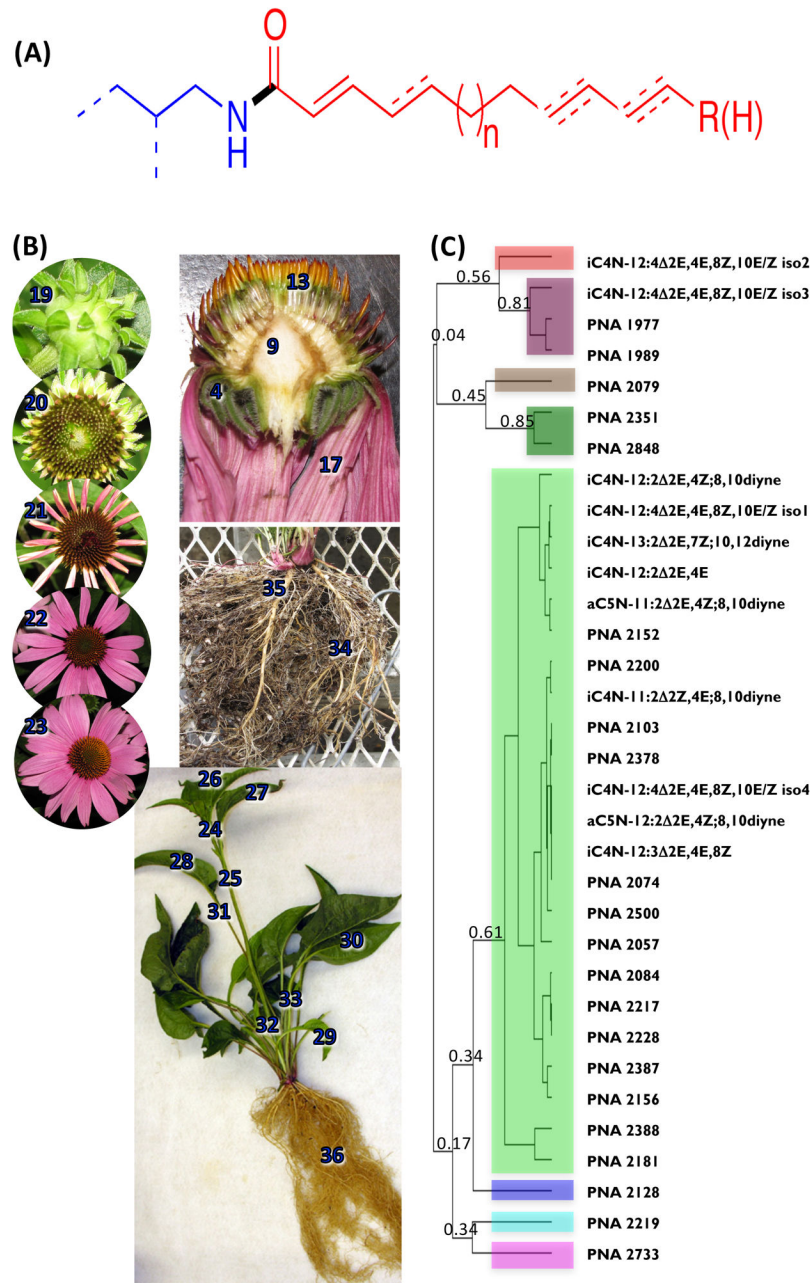 (A)
O
N
H
n
R(H)
(B)
19
20
21
22
23
13
9
4
17
35
34
26
27
24
28
25
31
30
33
32
29
36
(C)
iC4N-12:4Δ2E,4E,8Z,10E/Z iso2
0.56
iC4N-12:4Δ2E,4E,8Z,10E/Z iso3
0.81
PNA 1977
0.04
PNA 1989
PNA 2079
0.45
PNA 2351
0.85
PNA 2848
iC4N-12:2Δ2E,4Z;8,10diyne
iC4N-12:4Δ2E,4E,8Z,10E/Z iso1
iC4N-13:2Δ2E,7Z;10,12diyne
iC4N-12:2Δ2E,4E
aC5N-11:2Δ2E,4Z;8,10diyne
PNA 2152
PNA 2200
iC4N-11:2Δ2Z,4E;8,10diyne
PNA 2103
PNA 2378
iC4N-12:4Δ2E,4E,8Z,10E/Z iso4
aC5N-12:2Δ2E,4Z;8,10diyne
iC4N-12:3Δ2E,4E,8Z
PNA 2074
PNA 2500
0.61
PNA 2057
PNA 2084
PNA 2217
PNA 2228
0.34
PNA 2387
PNA 2156
PNA 2388
0.17
PNA 2181
PNA 2128
PNA 2219
0.34
PNA 2733